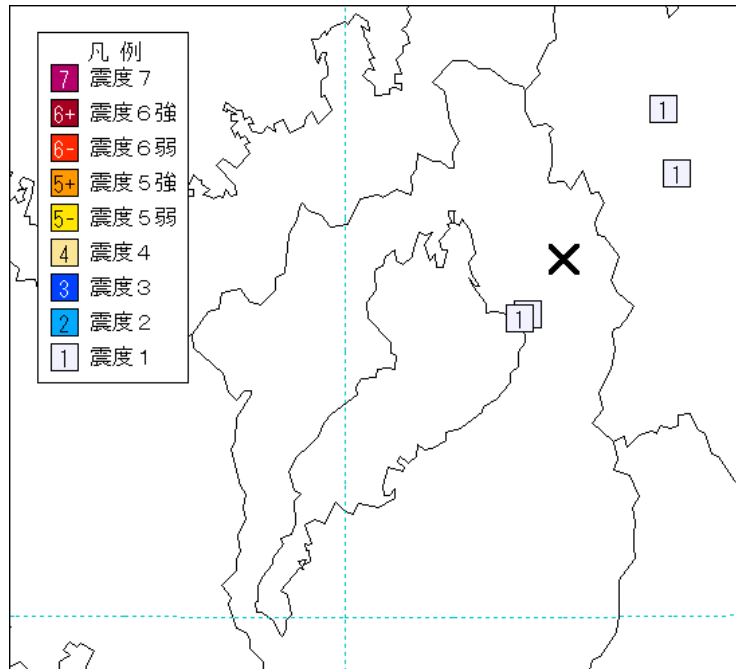 凡 例
7 震度７
6+ 震度６強
6- 震度６弱
5+ 震度５強
5- 震度５弱
4 震度４
3 震度３
2 震度２
1 震度１
1
1
1